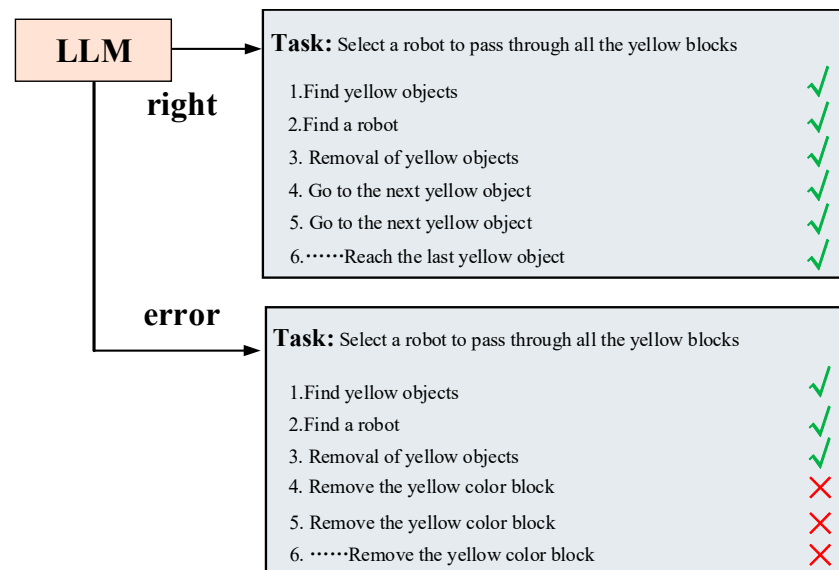 LLM
right
Task: Select a robot to pass through all the yellow blocks
1.Find yellow objects
2.Find a robot
3. Removal of yellow objects
4. Go to the next yellow object
5. Go to the next yellow object
6.······Reach the last yellow object
error
Task: Select a robot to pass through all the yellow blocks
1.Find yellow objects
2.Find a robot
3. Removal of yellow objects
4. Remove the yellow color block
5. Remove the yellow color block
6. ······Remove the yellow color block